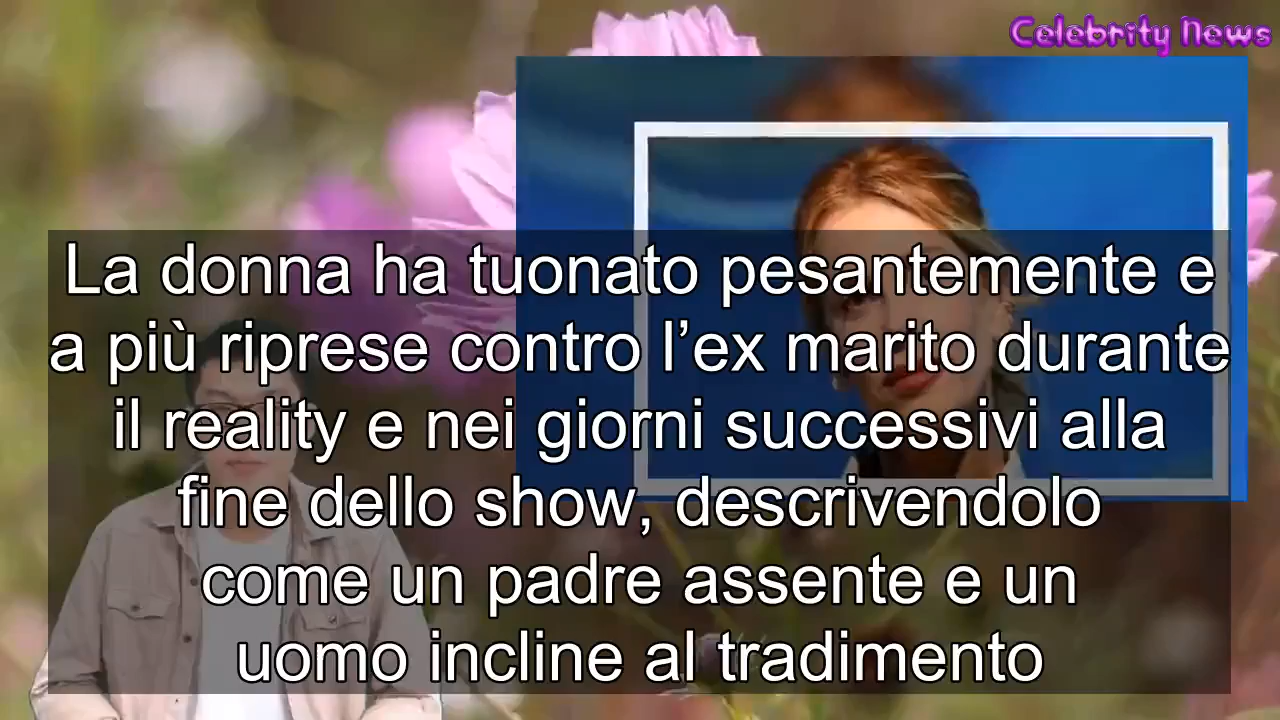 Celebrity News
La donna ha tuonato pesantemente e
a più riprese contro l’ex marito durante
il reality e nei giorni successivi alla
fine dello show, descrivendolo
come un padre assente e un
uomo incline al tradimento